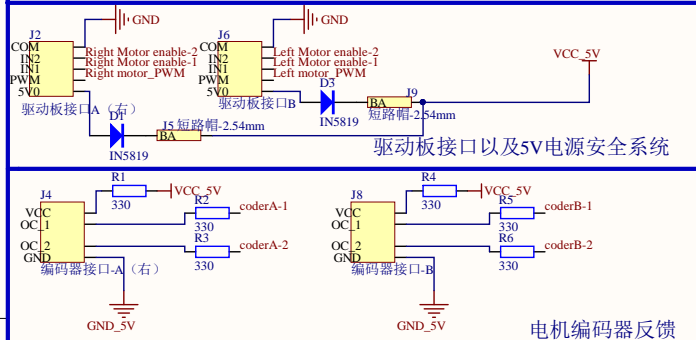 J2
GND
COM
IN2
IN1
PWM
5V0
Right Motor enable-2
Right Motor enable-1
Right motor_PWM
驱动板接口A（右）
J6
GND
COM
IN2
IN1
PWM
5V0
Left Motor enable-2
Left Motor enable-1
Left motor_PWM
驱动板接口B
D3
IN5819
J9
BA
短路帽-2.54mm
VCC_5V
D1
IN5819
J5
短路帽-2.54mm
BA
驱动板接口以及5V电源安全系统
J4
VCC
OC_1
OC_2
GND
编码器接口-A（右）
R1
330
VCC_5V
R2
330
coderA-1
R3
330
coderA-2
GND_5V
J8
VCC
OC_1
OC_2
GND
编码器接口-B
R4
330
VCC_5V
R5
330
coderB-1
R6
330
coderB-2
GND_5V
电机编码器反馈